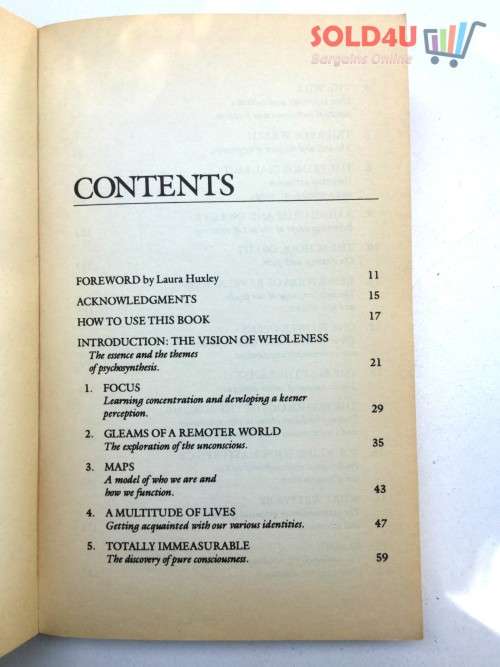 SOLD4U
Bargains Online
CONTENTS
FOREWORD by Laura Huxley 11
ACKNOWLEDGMENTS 15
HOW TO USE THIS BOOK 17
INTRODUCTION: THE VISION OF WHOLENESS
The essence and the themes
of psychosynthesis. 21
1. FOCUS
Learning concentration and developing a keener
perception. 29
2. GLEAMS OF A REMOTER WORLD
The exploration of the unconscious. 35
3. MAPS
A model of who we are and
how we function. 43
4. A MULTITUDE OF LIVES
Getting acquainted with our various identities. 47
5. TOTALLY IMMEASURABLE
The discovery of pure consciousness. 59